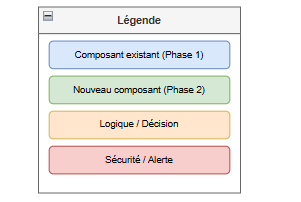 Légende
Composant existant (Phase 1)
Nouveau composant (Phase 2)
Logique / Décision
Sécurité / Alerte